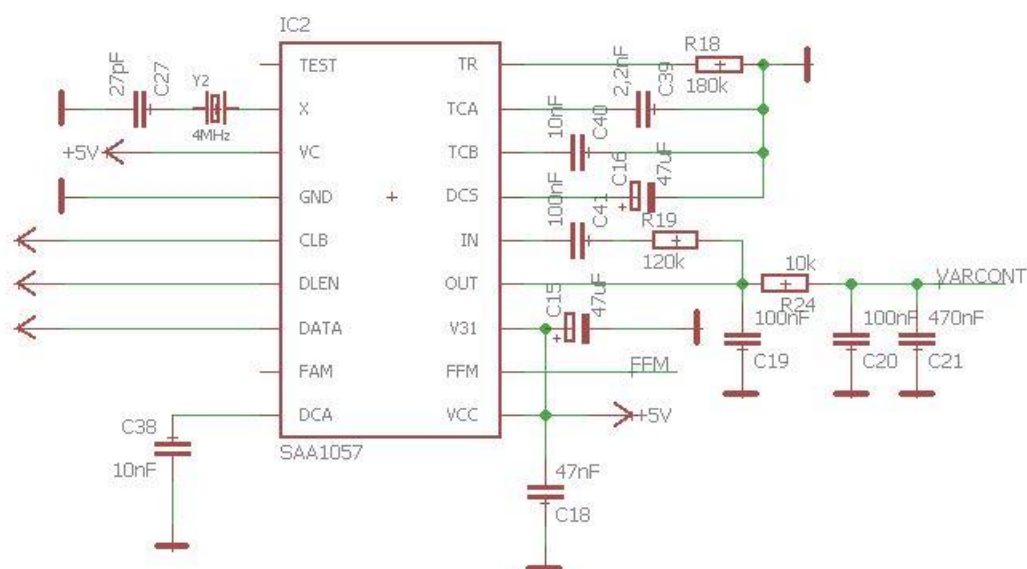 IC2
TEST
X
VC
GND
CLB
DLEN
DATA
FAM
DCA
TR
TCA
TCB
DCS
IN
OUT
V31
FFM
VCC
SAA1057
27pF
C27
Y2
4MHz
+5V
C38
10nF
R18
180k
2,2nF
C39
10nF
C40
C16
47uF
+
100nF
C41
R19
120k
10k
R24
VARCONT
C15
47uF
+
100nF
C19
100nF
C20
470nF
C21
FFM
+5V
47nF
C18